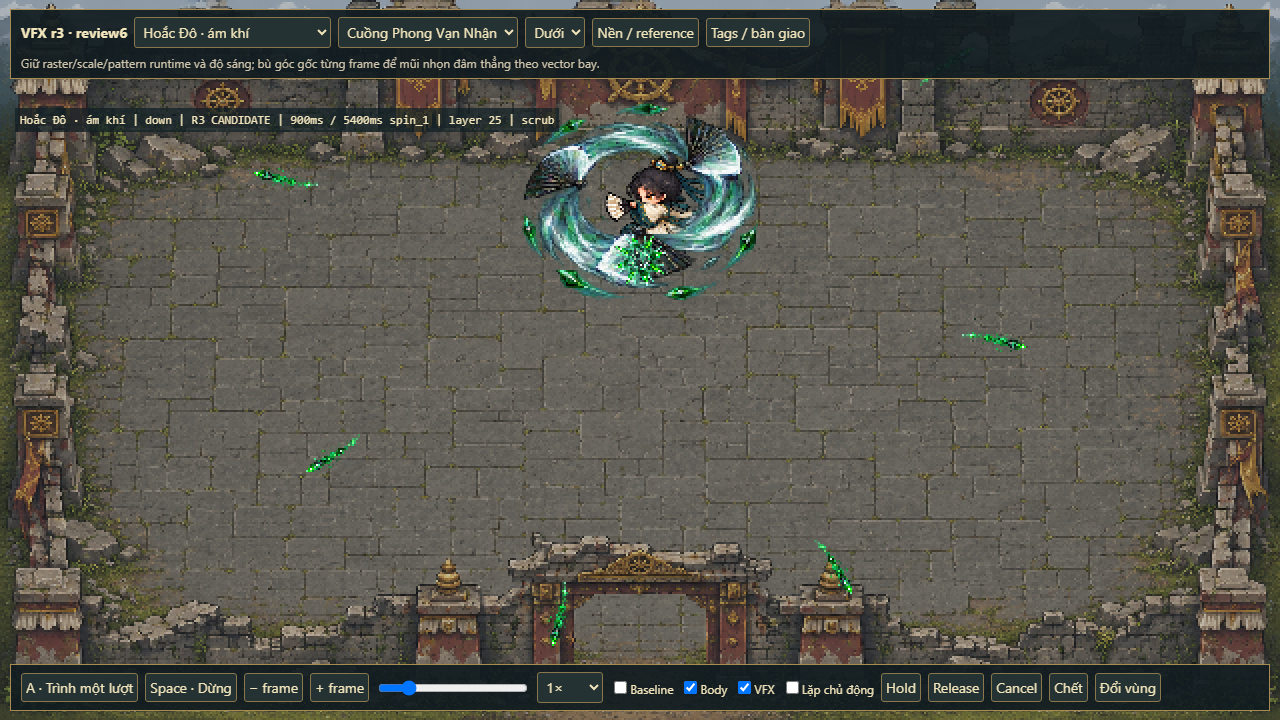 VFX r3 · review6 Hoắc Đô · ám khí Cuồng Phong Vạn Nhận Dưới Nền / reference Tags / bàn giao
Giữ raster/scale/pattern runtime và độ sáng; bù góc gốc từng frame để mũi nhọn đâm thẳng theo vector bay.
Hoắc Đô · ám khí | down | R3 CANDIDATE | 900ms / 5400ms spin_1 | layer 25 | scrub
A · Trình một lượt Space · Dừng − frame + frame 1× Baseline Body VFX Lặp chủ động Hold Release Cancel Chết Đổi vùng